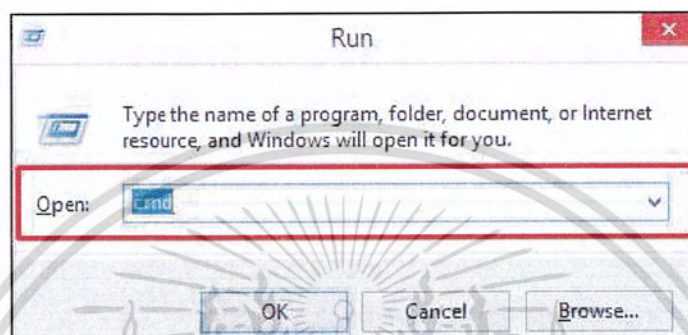 Run
Type the name of a program, folder, document, or Internet
resource, and Windows will open it for you.
Open: cmd
OK Cancel Browse...